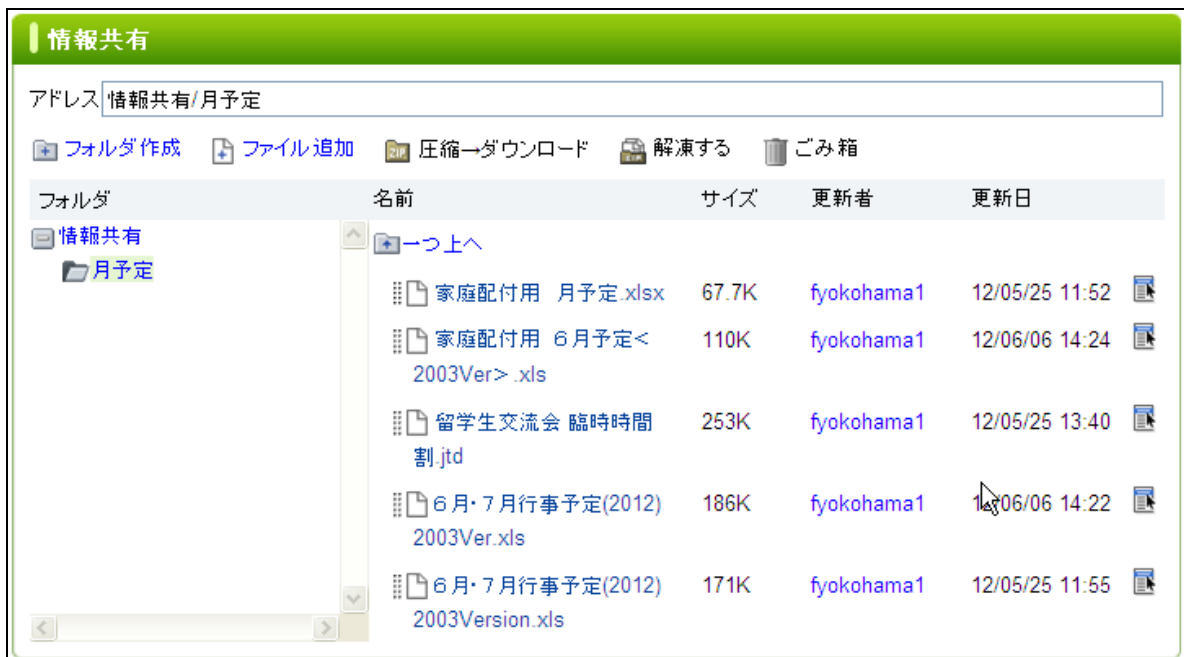 情報共有
アドレス 情報共有/月予定
フォルダ作成 ファイル追加 圧縮→ダウンロード 解凍する ごみ箱
フォルダ 名前 サイズ 更新者 更新日
情報共有
月予定
一つ上へ
家庭配付用 月予定.xlsx 67.7K fyokohama1 12/05/25 11:52
家庭配付用 6月予定< 110K fyokohama1 12/06/06 14:24
2003Ver> .xls
留学生交流会 臨時時間 253K fyokohama1 12/05/25 13:40
割.jtd
6月・7月行事予定(2012) 186K fyokohama1 06/06 14:22
2003Ver.xls
6月・7月行事予定(2012) 171K fyokohama1 12/05/25 11:55
2003Version.xls